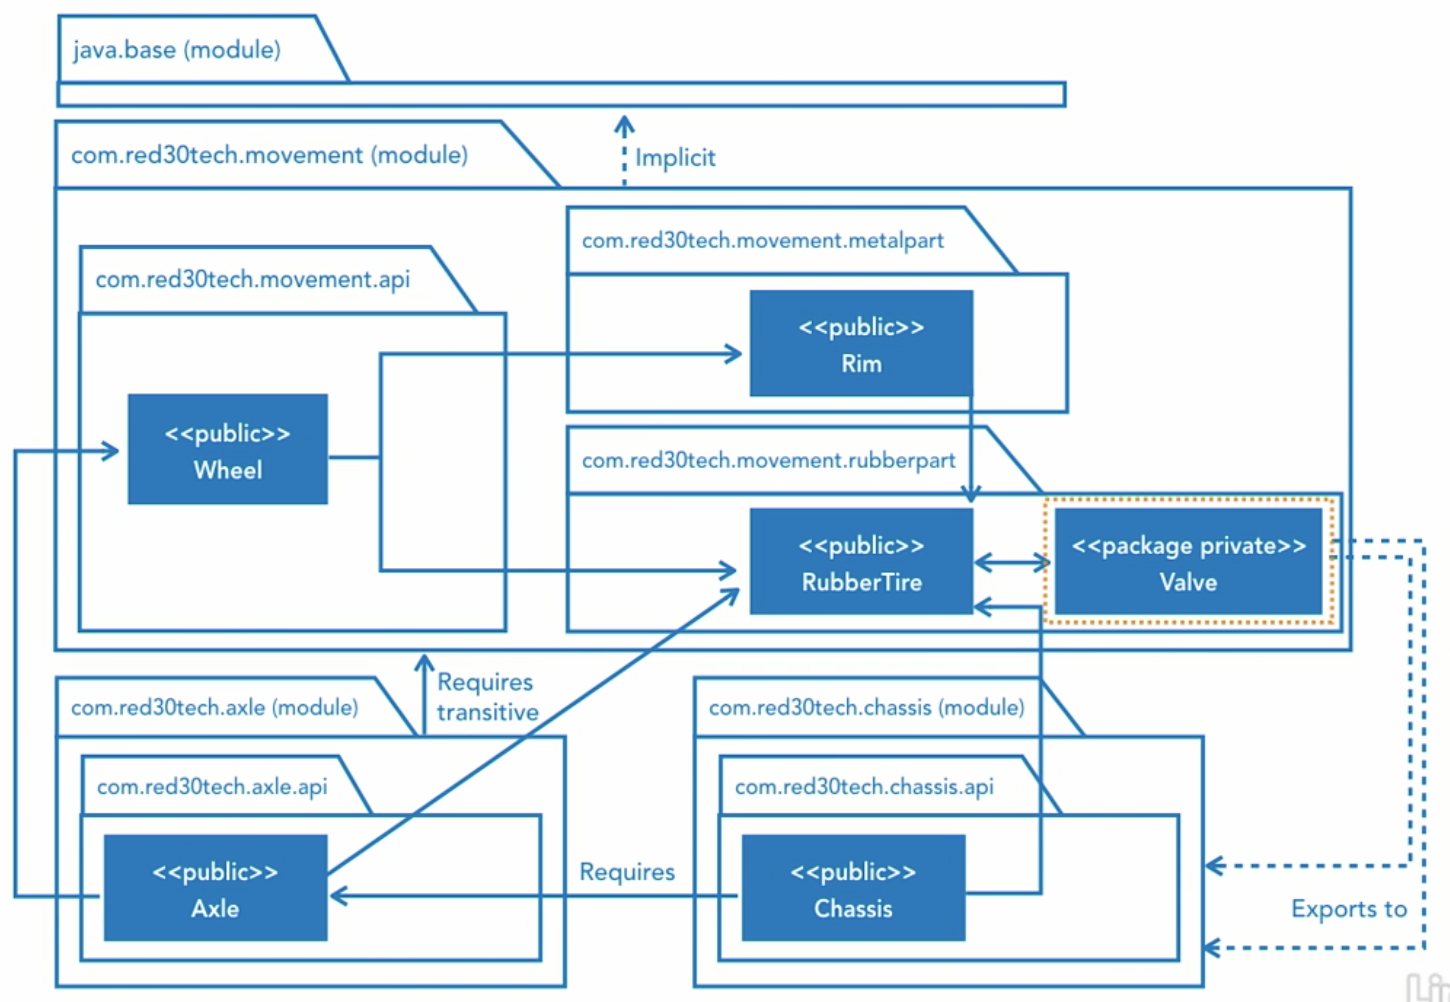 java.base (module)
com.red30tech.movement (module)
Implicit
com.red30tech.movement.metalpart
com.red30tech.movement.api
<<public>>
Rim
<<public>>
Wheel
com.red30tech.movement.rubberpart
<<public>>
RubberTire
<<package private>>
Valve
Requires
transitive
com.red30tech.axle (module)
com.red30tech.chassis (module)
com.red30tech.axle.api
com.red30tech.chassis.api
<<public>>
Axle
Requires
<<public>>
Chassis
Exports to